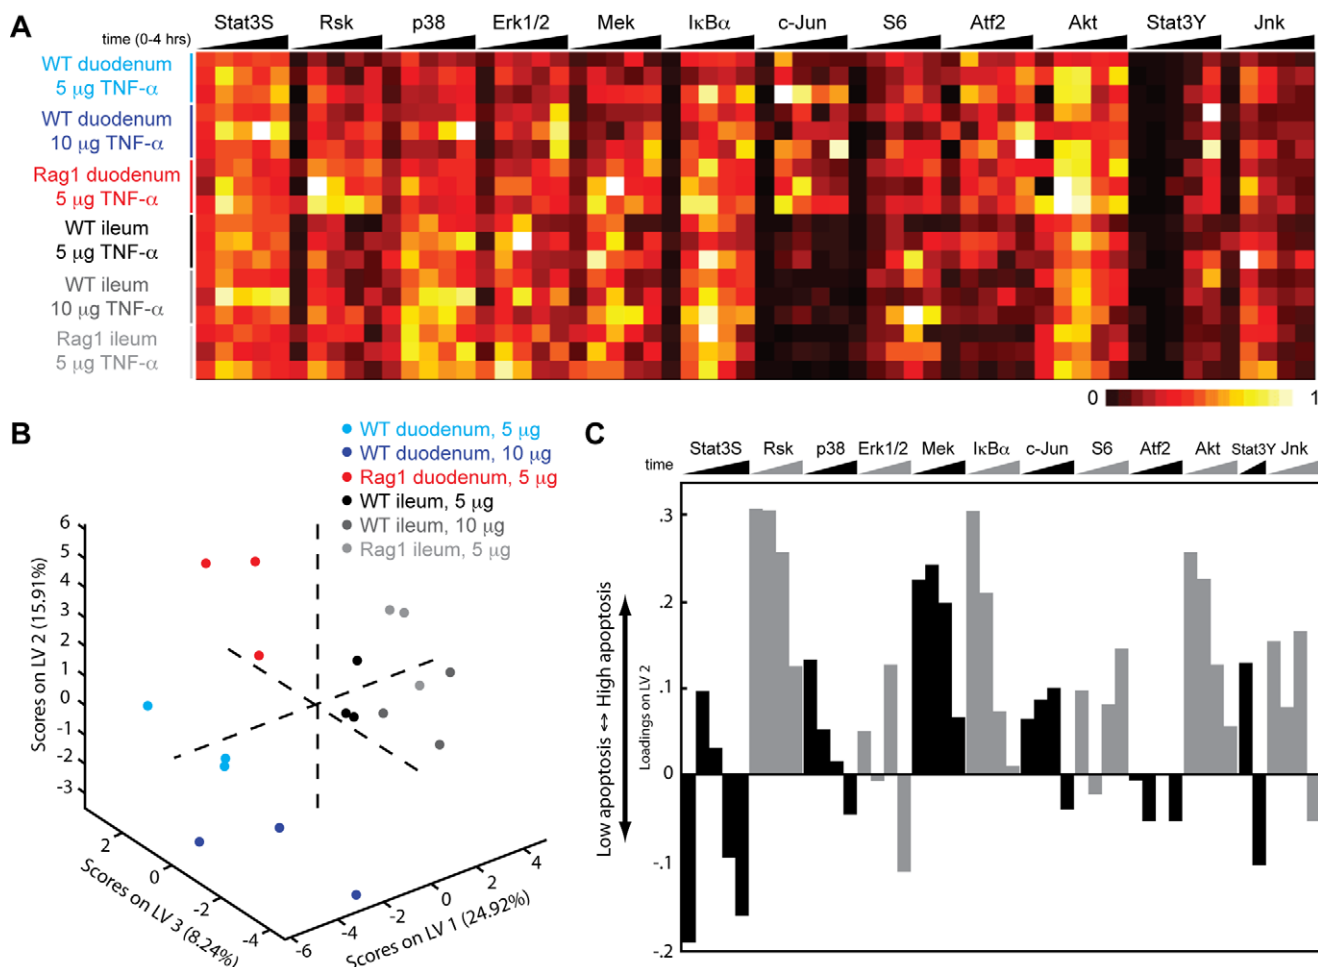 A
Stat3S Rsk p38 Erk1/2 Mek IκBα c-Jun S6 Atf2 Akt Stat3Y Jnk
time (0-4 hrs)
WT duodenum
5 μg TNF-α
WT duodenum
10 μg TNF-α
Rag1 duodenum
5 μg TNF-α
WT ileum
5 μg TNF-α
WT ileum
10 μg TNF-α
Rag1 ileum
5 μg TNF-α
0 1
B
WT duodenum, 5 μg
WT duodenum, 10 μg
Rag1 duodenum, 5 μg
WT ileum, 5 μg
WT ileum, 10 μg
Rag1 ileum, 5 μg
Scores on LV 2 (15.91%)
6
5
4
3
2
1
0
-1
-2
-3
2
0
-2
-4
Scores on LV 3 (8.24%)
-6
-4
-2
0
2
4
Scores on LV 1 (24.92%)
C
Stat3S Rsk p38 Erk1/2 Mek IκBα c-Jun S6 Atf2 Akt Stat3Y Jnk
time
Low apoptosis ↔ High apoptosis
Loadings on LV 2
.3
.2
.1
0
-.1
-.2